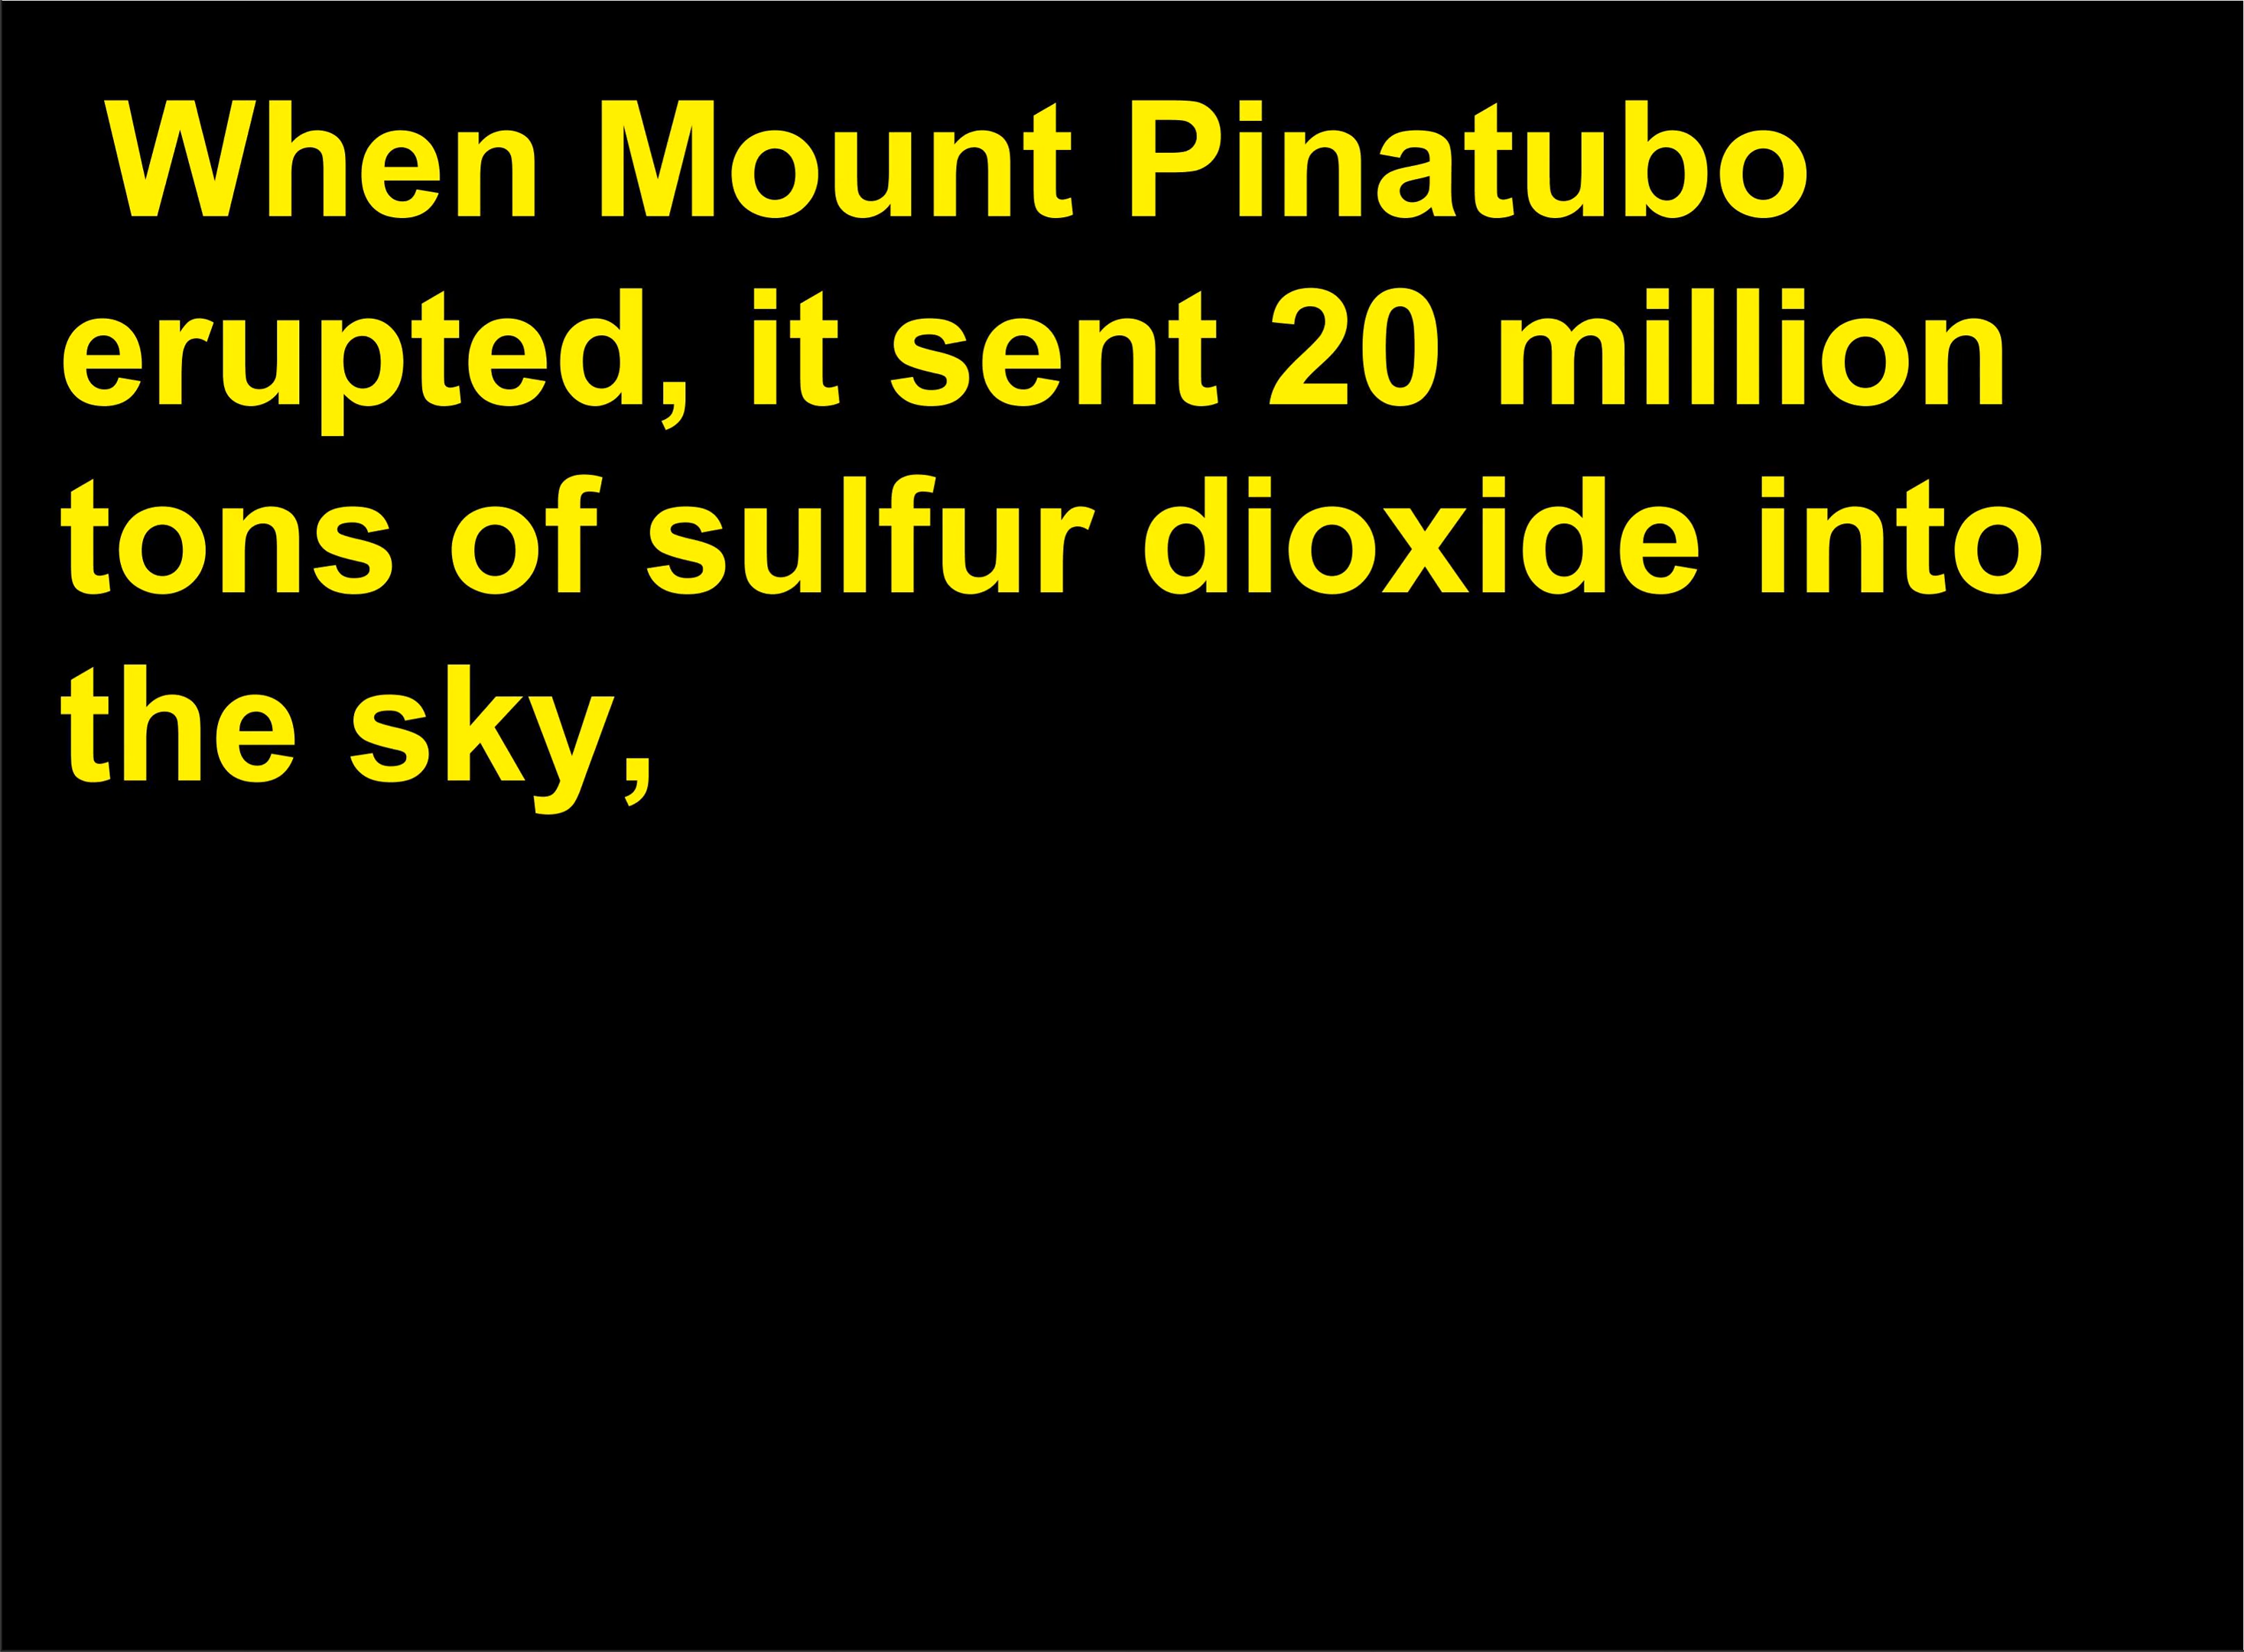 When Mount Pinatubo
erupted, it sent 20 million
tons of sulfur dioxide into
the sky,